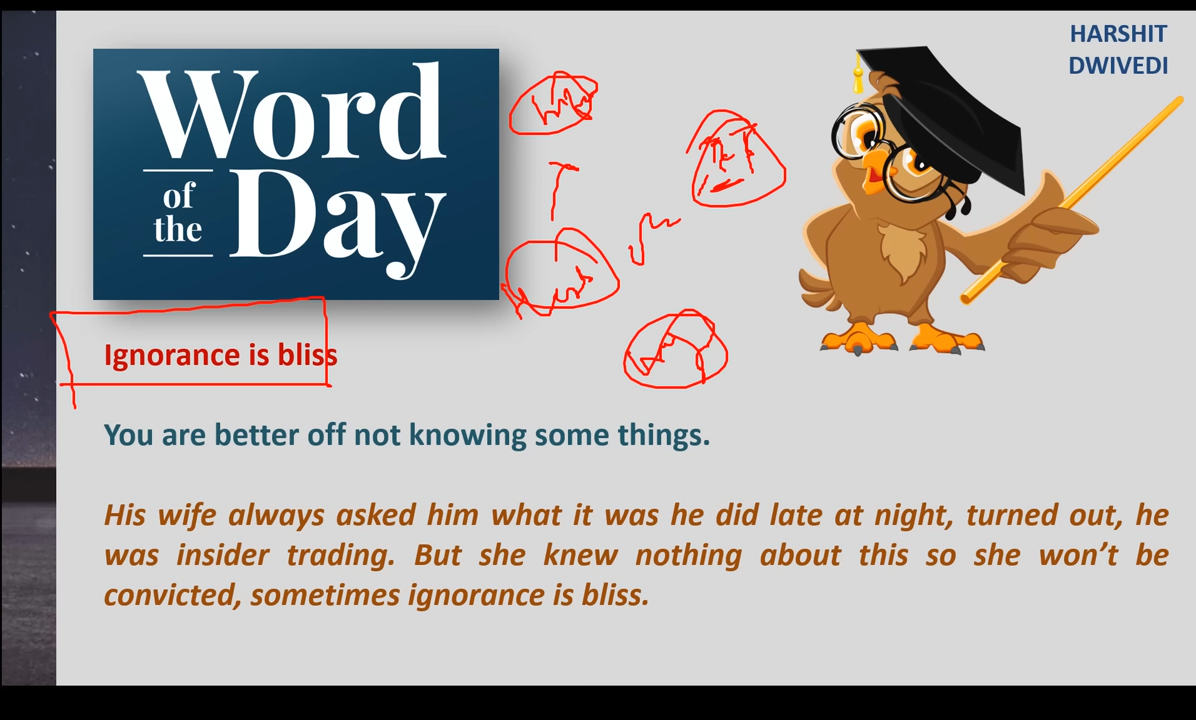 HARSHIT
DWIVEDI
Word
of
the
Day
Ignorance is bliss
You are better off not knowing some things.
His wife always asked him what it was he did late at night, turned out, he
was insider trading. But she knew nothing about this so she won’t be
convicted, sometimes ignorance is bliss.